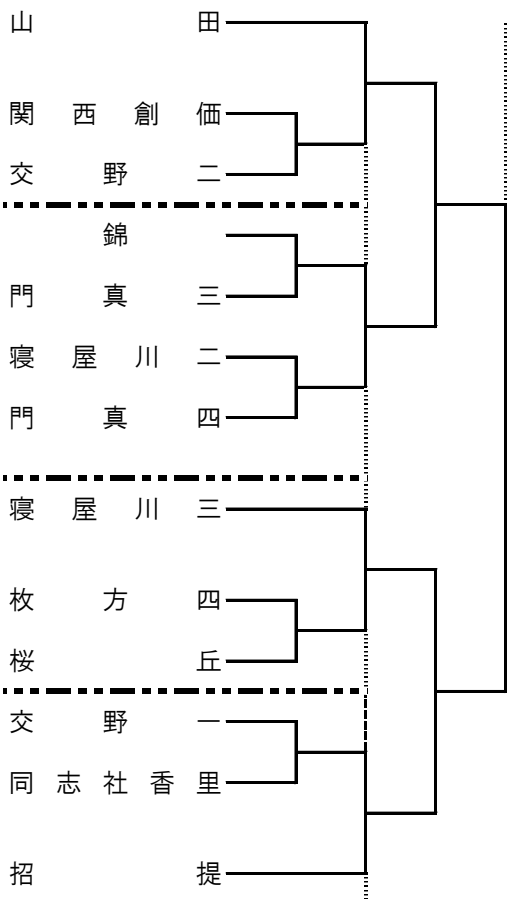 山田
関西創価
交野二
錦
門真三
寝屋川二
門真四
寝屋川三
枚方四
桜丘
交野一
同志社香里
招提